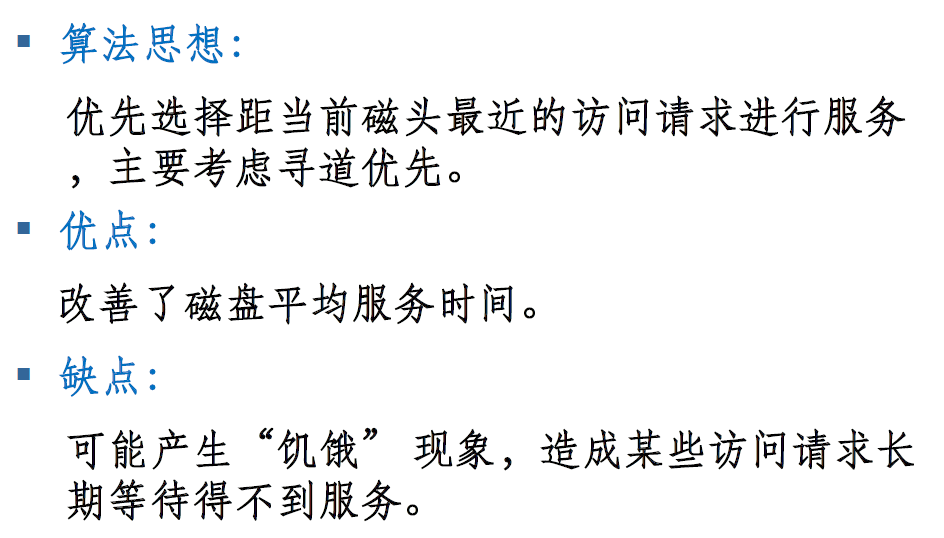 ▪ 算法思想:
优先选择距当前磁头最近的访问请求进行服务
，主要考虑寻道优先。
▪ 优点:
改善了磁盘平均服务时间。
▪ 缺点:
可能产生“饥饿” 现象，造成某些访问请求长
期等待得不到服务。